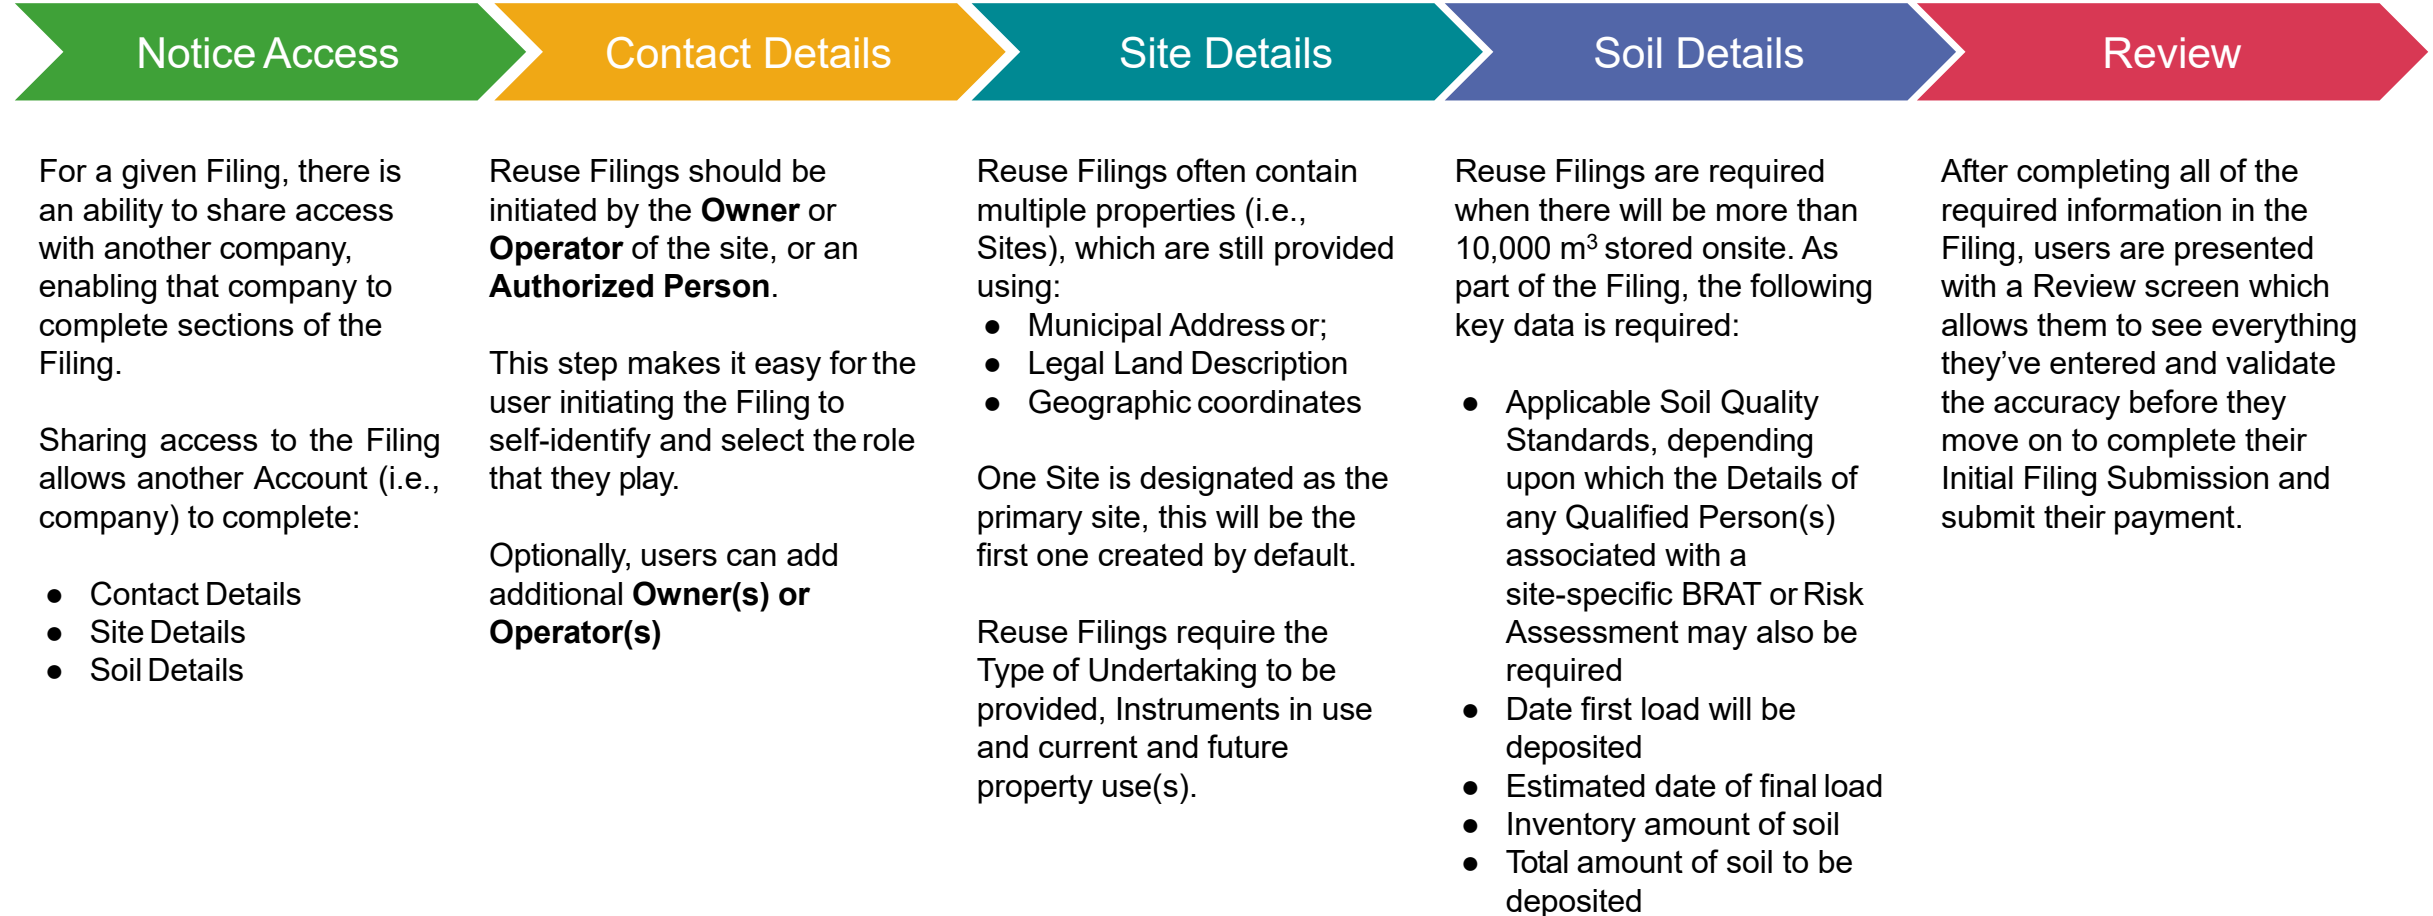 Notice Access
Contact Details
Site Details
Soil Details
Review
For a given Filing, there is
an ability to share access
with another company,
enabling that company to
complete sections of the
Filing.
Sharing access to the Filing
allows another Account (i.e.,
company) to complete:
● Contact Details
● Site Details
● Soil Details
Reuse Filings should be
initiated by the Owner or
Operator of the site, or an
Authorized Person.
This step makes it easy for the
user initiating the Filing to
self-identify and select the role
that they play.
Optionally, users can add
additional Owner(s) or
Operator(s)
Reuse Filings often contain
multiple properties (i.e.,
Sites), which are still provided
using:
● Municipal Address or;
● Legal Land Description
● Geographic coordinates
One Site is designated as the
primary site, this will be the
first one created by default.
Reuse Filings require the
Type of Undertaking to be
provided, Instruments in use
and current and future
property use(s).
Reuse Filings are required
when there will be more than
10,000 m³ stored onsite. As
part of the Filing, the following
key data is required:
● Applicable Soil Quality
Standards, depending
upon which the Details of
any Qualified Person(s)
associated with a
site-specific BRAT or Risk
Assessment may also be
required
● Date first load will be
deposited
● Estimated date of final load
● Inventory amount of soil
● Total amount of soil to be
deposited
After completing all of the
required information in the
Filing, users are presented
with a Review screen which
allows them to see everything
they’ve entered and validate
the accuracy before they
move on to complete their
Initial Filing Submission and
submit their payment.